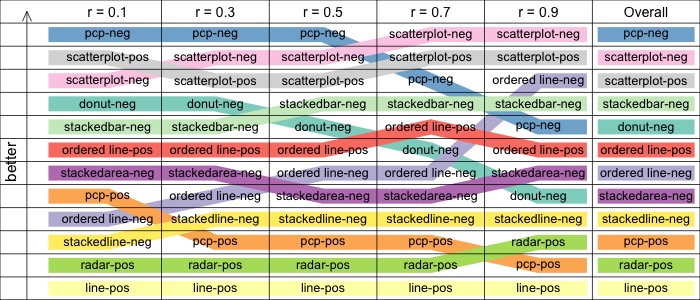 r = 0.1 r = 0.3 r = 0.5 r = 0.7 r = 0.9 Overall
pcp-neg pcp-neg pcp-neg scatterplot-neg scatterplot-neg pcp-neg
scatterplot-pos scatterplot-neg scatterplot-neg scatterplot-pos scatterplot-pos scatterplot-neg
scatterplot-neg scatterplot-pos scatterplot-pos pcp-neg ordered line-neg scatterplot-pos
donut-neg donut-neg stackedbar-neg stackedbar-neg stackedbar-neg stackedbar-neg
stackedbar-neg stackedbar-neg donut-neg ordered line-pos pcp-neg donut-neg
ordered line-pos ordered line-pos ordered line-pos donut-neg ordered line-pos ordered line-pos
stackedarea-neg stackedarea-neg ordered line-neg ordered line-neg stackedarea-neg ordered line-neg
pcp-pos ordered line-neg stackedarea-neg stackedarea-neg donut-neg stackedarea-neg
ordered line-neg stackedline-neg stackedline-neg stackedline-neg stackedline-neg stackedline-neg
stackedline-neg pcp-pos pcp-pos pcp-pos radar-pos pcp-pos
radar-pos radar-pos radar-pos radar-pos pcp-pos radar-pos
line-pos line-pos line-pos line-pos line-pos line-pos
better